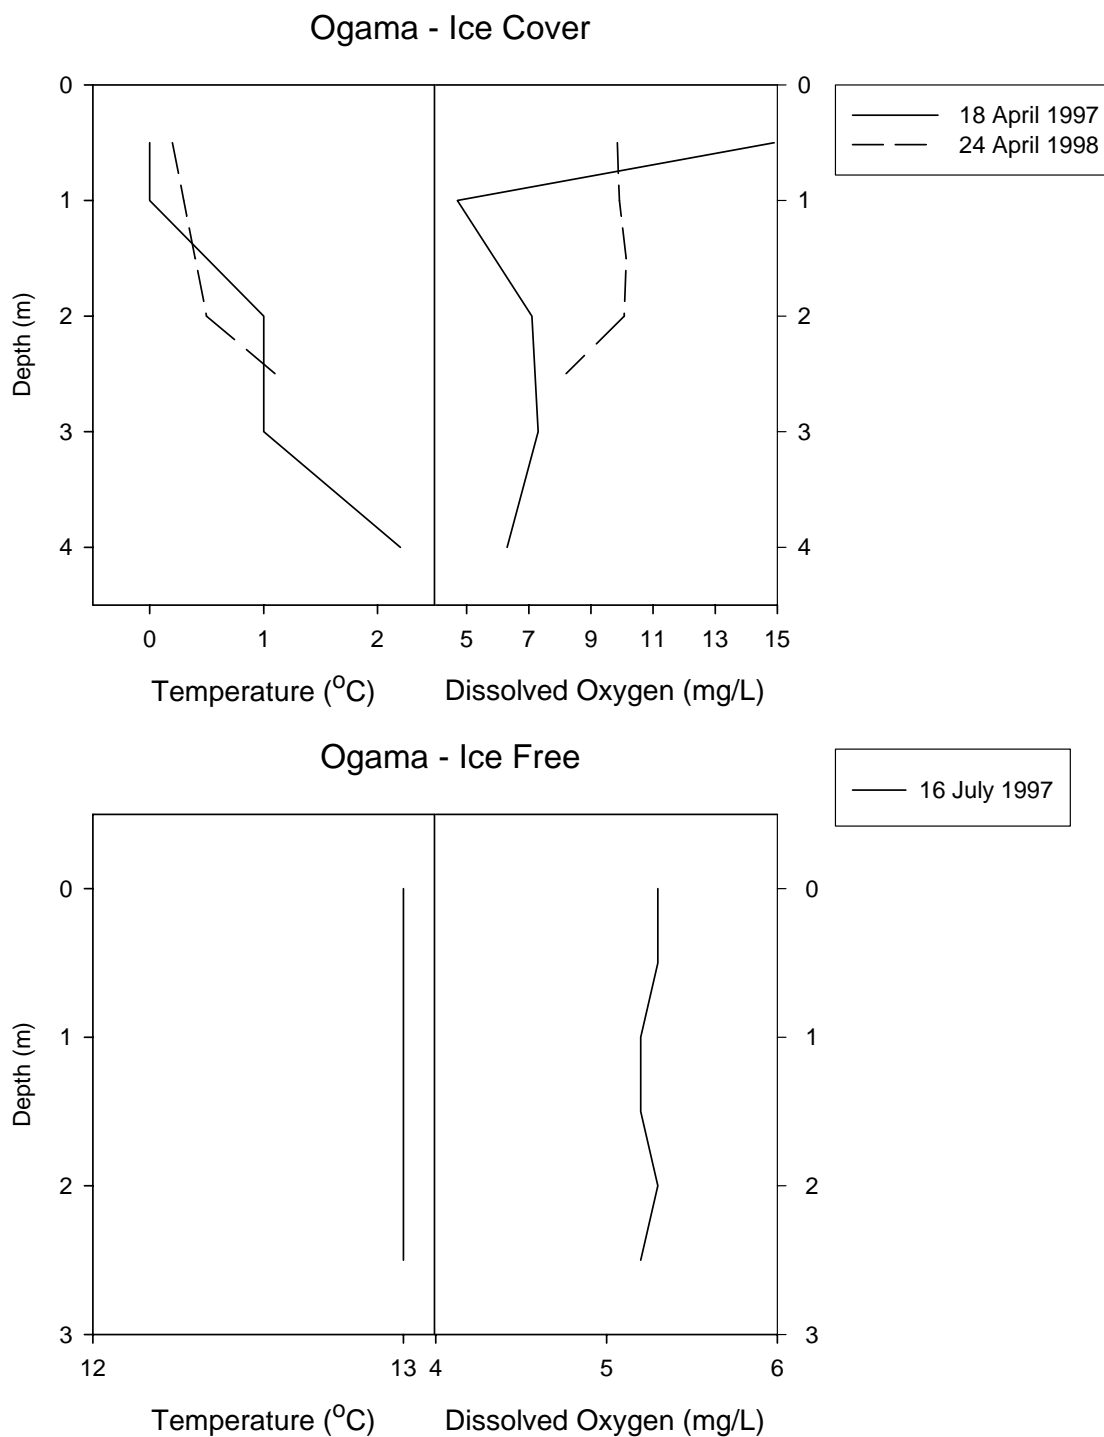 Ogama - Ice Cover
0
1
2
3
4
Depth (m)
0
1
2
3
4
18 April 1997
24 April 1998
0 1 2 5 7 9 11 13 15
Temperature (°C) Dissolved Oxygen (mg/L)
Ogama - Ice Free
16 July 1997
0
1
2
3
Depth (m)
0
1
2
3
12 13 4 5 6
Temperature (°C) Dissolved Oxygen (mg/L)